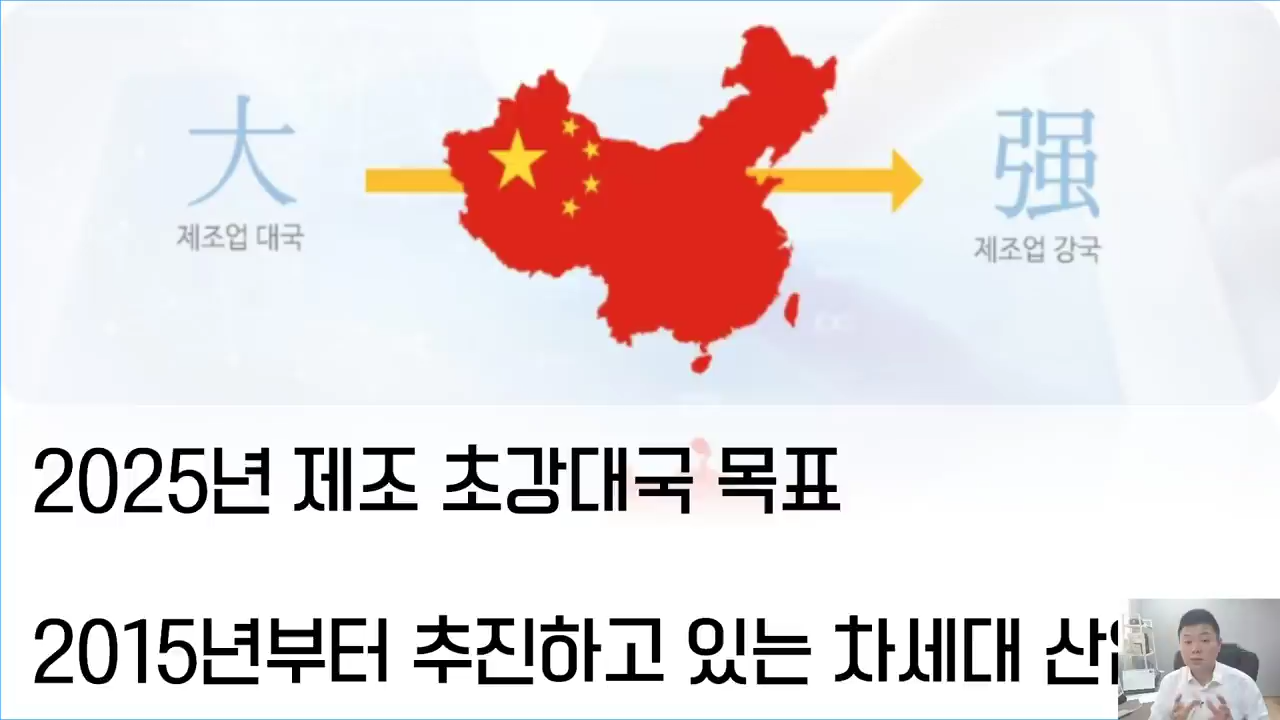 大
强
제조업 대국
제조업 강국
2025년 제조 초강대국 목표
2015년부터 추진하고 있는 차세대